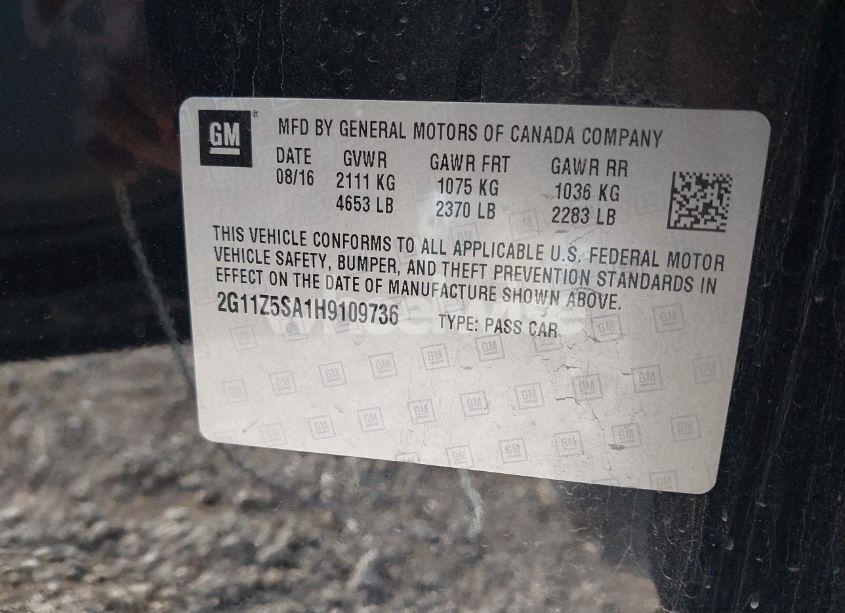 GM ® MFD BY GENERAL MOTORS OF CANADA COMPANY
DATE GVWR GAWR FRT GAWR RR
08/16 2111 KG 1075 KG 1036 KG
4653 LB 2370 LB 2283 LB
THIS VEHICLE CONFORMS TO ALL APPLICABLE U.S. FEDERAL MOTOR
VEHICLE SAFETY, BUMPER, AND THEFT PREVENTION STANDARDS IN
EFFECT ON THE DATE OF MANUFACTURE SHOWN ABOVE.
2G11Z5SA1H9109736 TYPE: PASS CAR